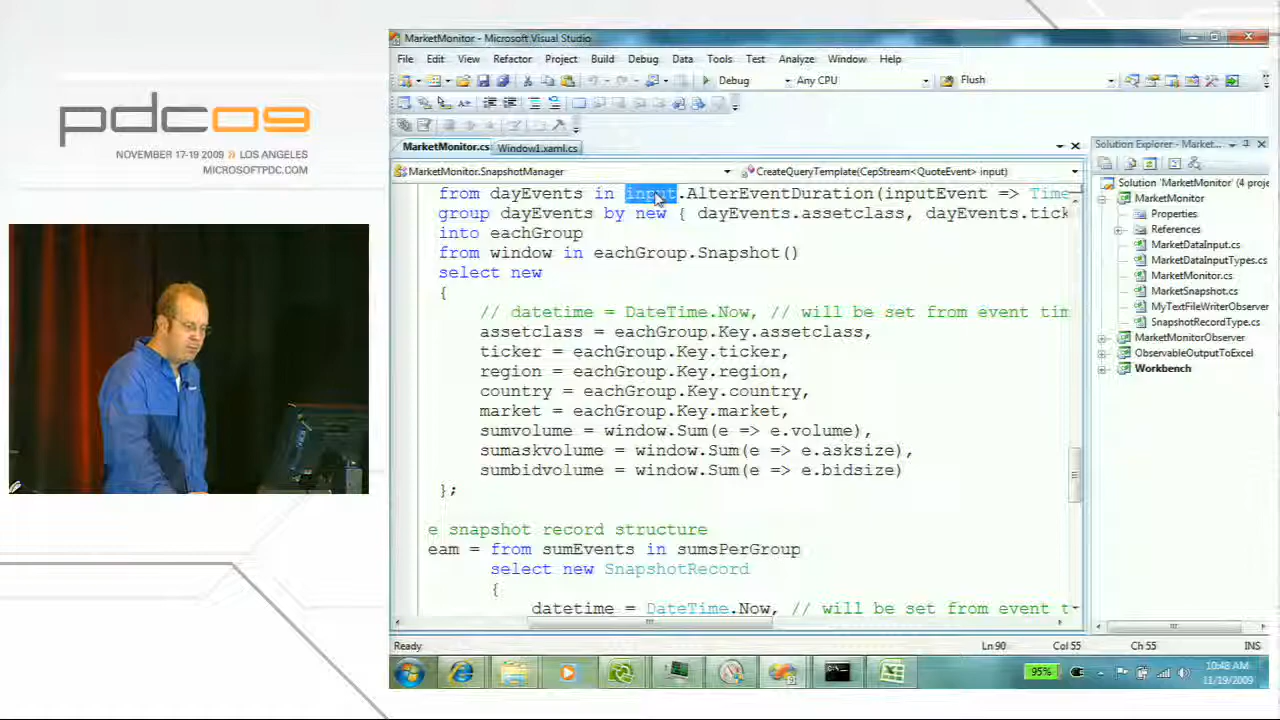 pdc09
NOVEMBER 17-19 2009 » LOS ANGELES
MICROSOFTPDC.COM
MarketMonitor - Microsoft Visual Studio
File Edit View Refactor Project Build Debug Data Tools Test Analyze Window Help
Debug Any CPU Flush
MarketMonitor.cs Window1.xaml.cs
MarketMonitor.SnapshotManager CreateQueryTemplate(CepStream<QuoteEvent> input)
from dayEvents in input.AlterEventDuration(inputEvent => Time
group dayEvents by new { dayEvents.assetclass, dayEvents.tick
into eachGroup
from window in eachGroup.Snapshot()
select new
{
// datetime = DateTime.Now, // will be set from event tim
assetclass = eachGroup.Key.assetclass,
ticker = eachGroup.Key.ticker,
region = eachGroup.Key.region,
country = eachGroup.Key.country,
market = eachGroup.Key.market,
sumvolume = window.Sum(e => e.volume),
sumaskvolume = window.Sum(e => e.asksize),
sumbidvolume = window.Sum(e => e.bidsize)
};
e snapshot record structure
eam = from sumEvents in sumsPerGroup
select new SnapshotRecord
{
datetime = DateTime.Now, // will be set from event t
Solution Explorer - Market...
Solution 'MarketMonitor' (4 proje
MarketMonitor
Properties
References
MarketDataInput.cs
MarketDataInputTypes.cs
MarketMonitor.cs
MarketSnapshot.cs
MyTextFileWriterObserver
SnapshotRecordType.cs
MarketMonitorObserver
ObservableOutputToExcel
Workbench
Ready Ln 90 Col 55 Ch 55 INS
95% 10:48 AM
11/19/2009